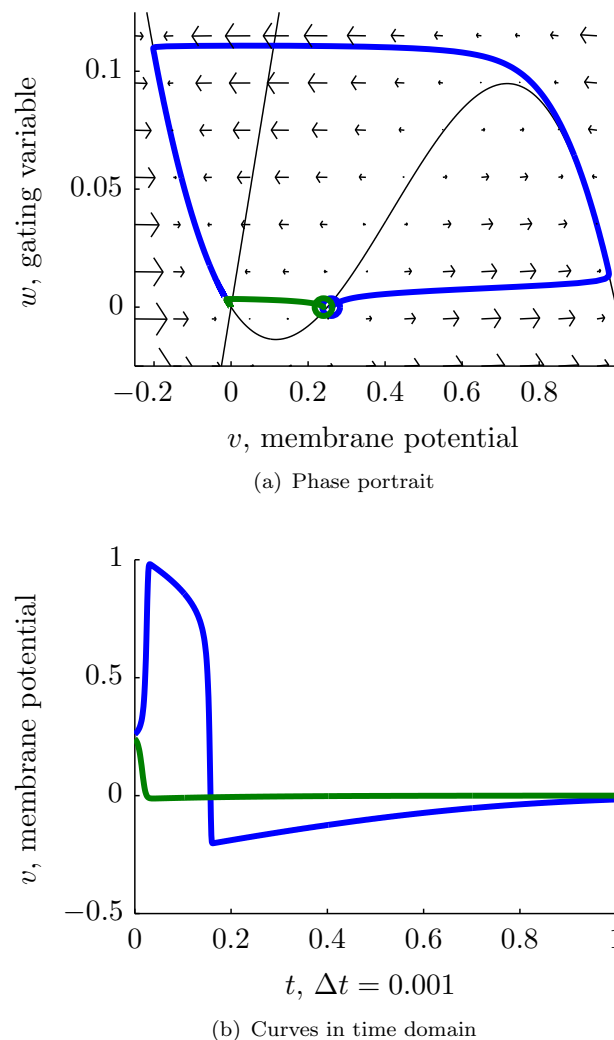 0.1
0.05
0
w, gating variable
−0.2 0 0.2 0.4 0.6 0.8
v, membrane potential
(a) Phase portrait
1
0.5
0
−0.5
v, membrane potential
0 0.2 0.4 0.6 0.8 1
t, Δt = 0.001
(b) Curves in time domain